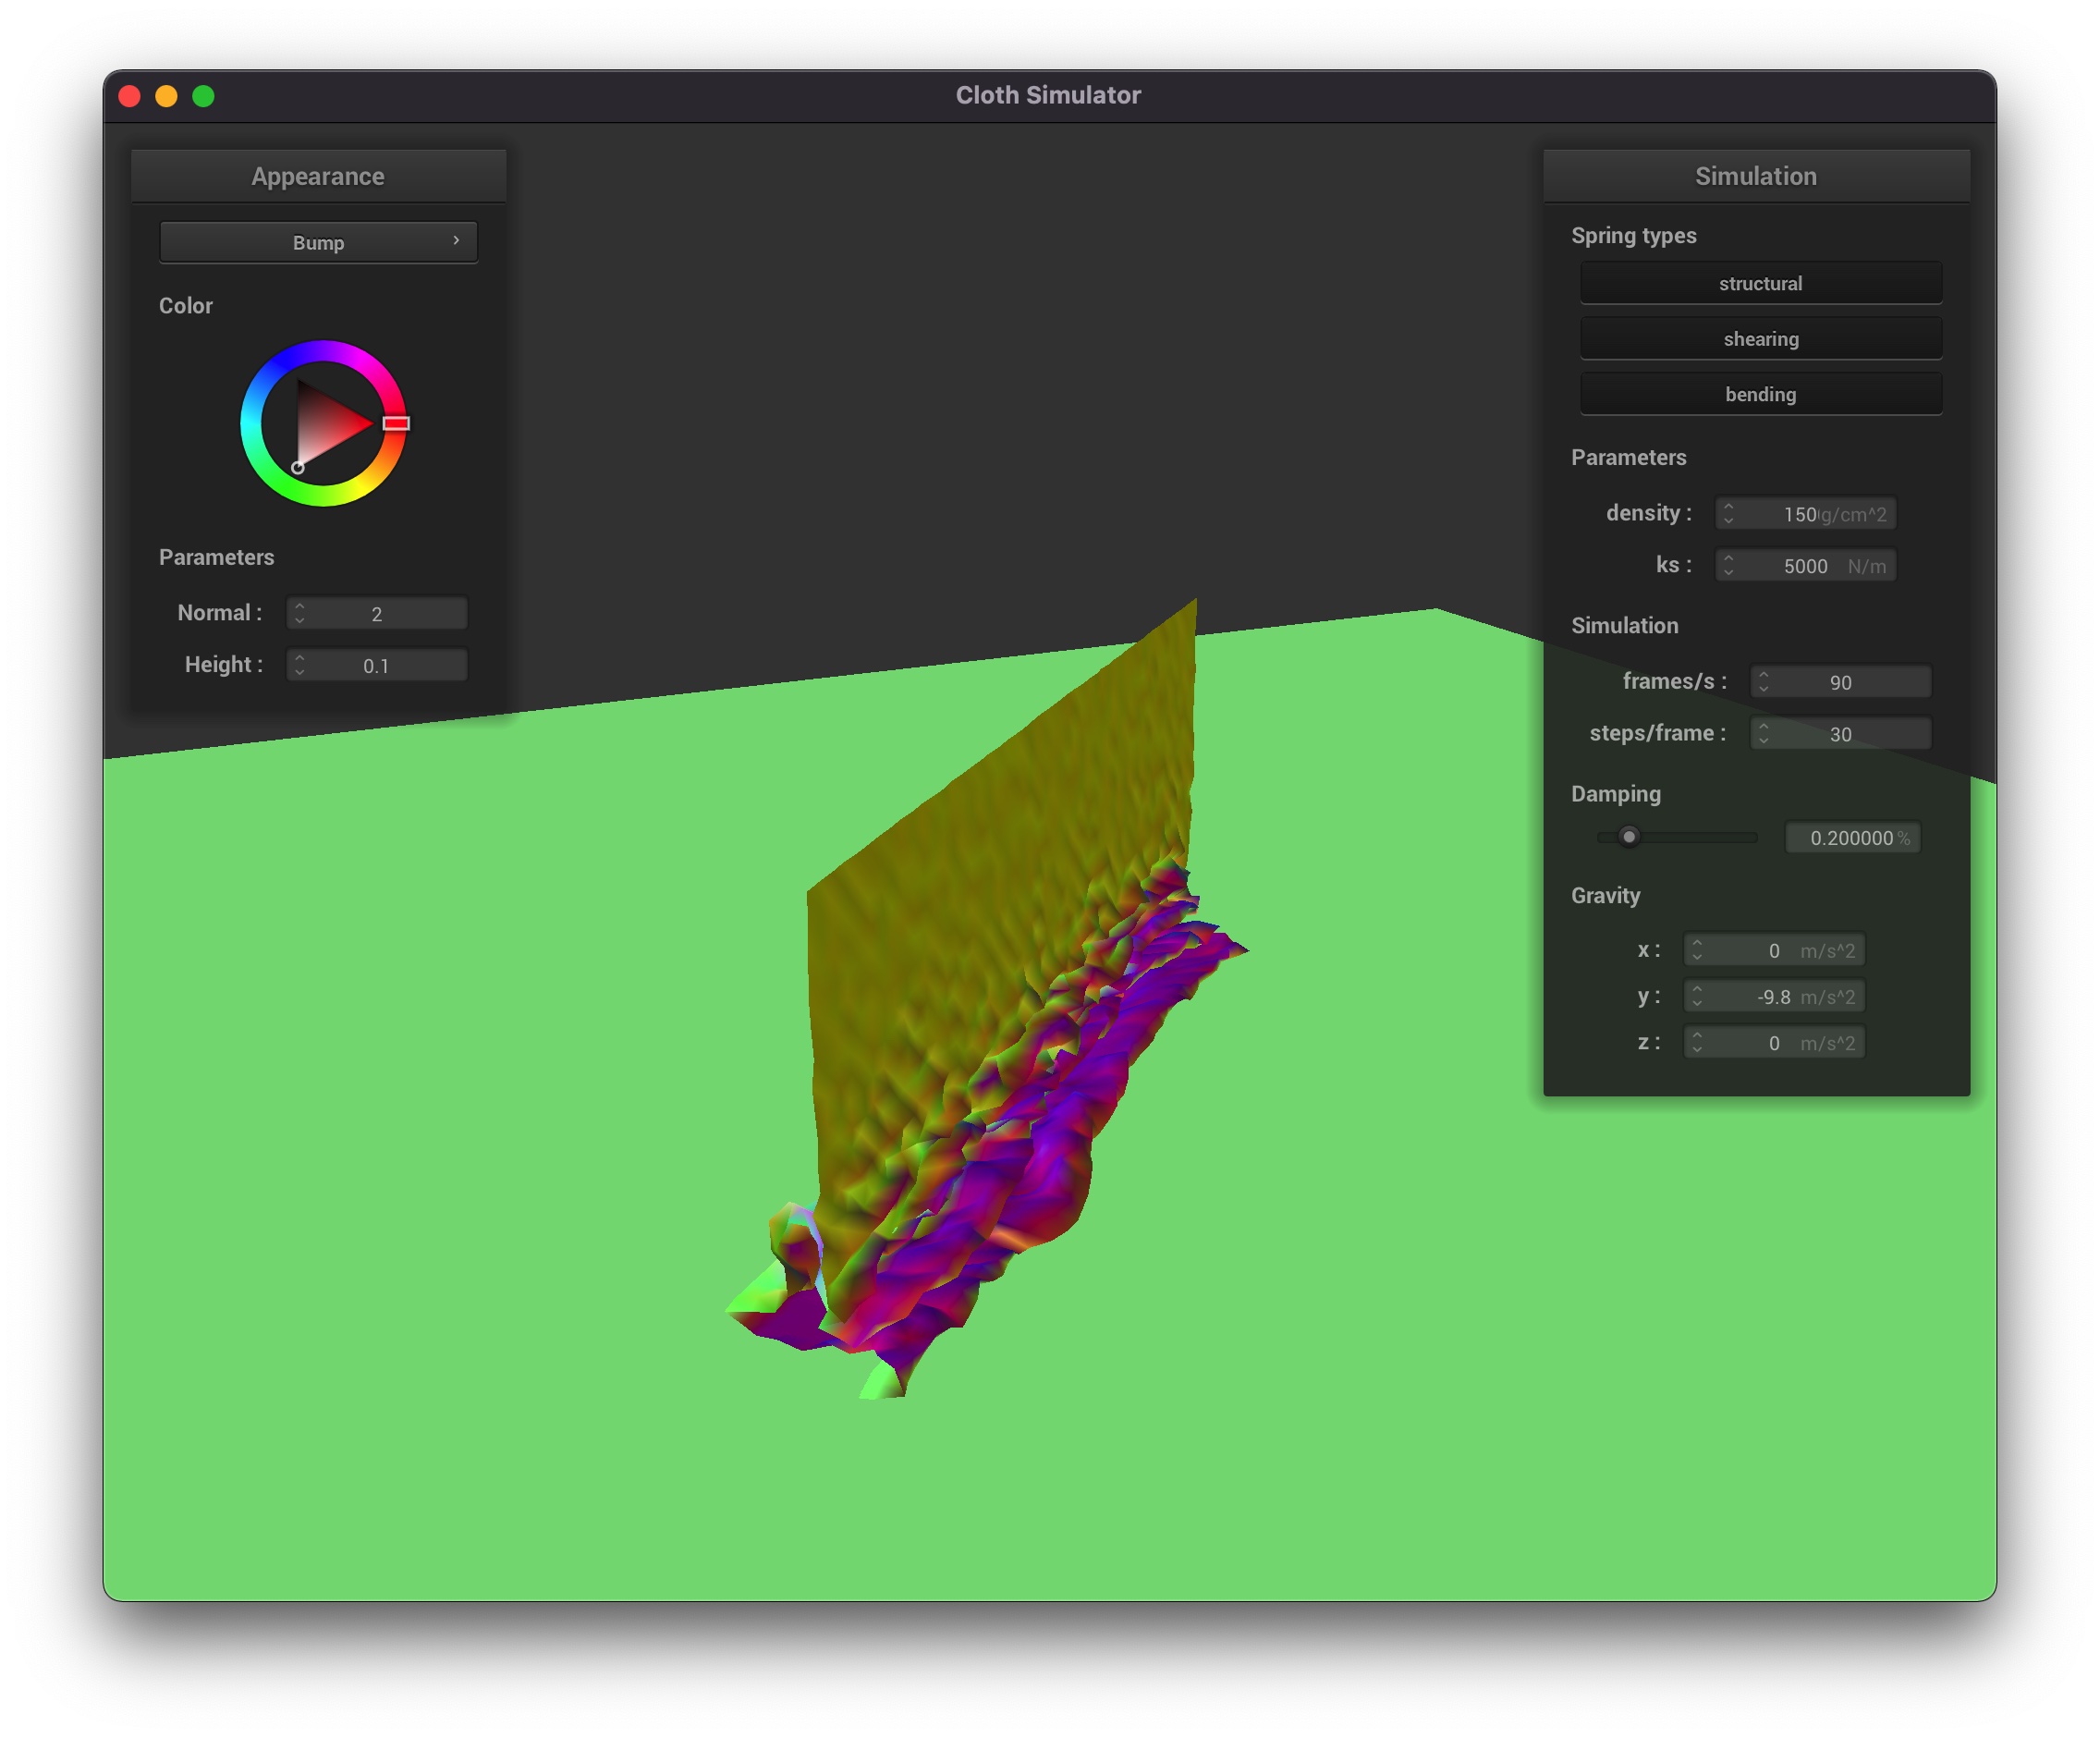 Cloth Simulator
Appearance
Bump
Color
Parameters
Normal : 2
Height : 0.1
Simulation
Spring types
structural
shearing
bending
Parameters
density : 150 g/cm^2
ks : 5000 N/m
Simulation
frames/s : 90
steps/frame : 30
Damping
0.200000 %
Gravity
x : 0 m/s^2
y : -9.8 m/s^2
z : 0 m/s^2